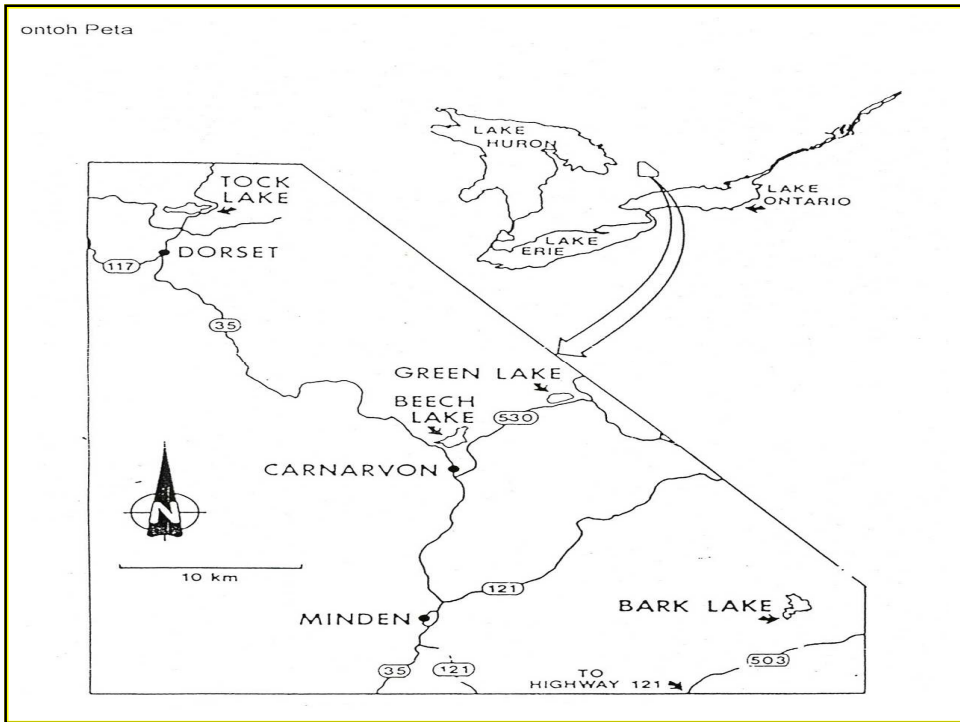 ontoh Peta
LAKE
HURON
LAKE
ONTARIO
LAKE
ERIE
TOCK
LAKE
DORSET
117
35
GREEN LAKE
BEECH
LAKE
530
CARNARVON
N
10 km
121
MINDEN
BARK LAKE
35
121
TO
HIGHWAY 121
503